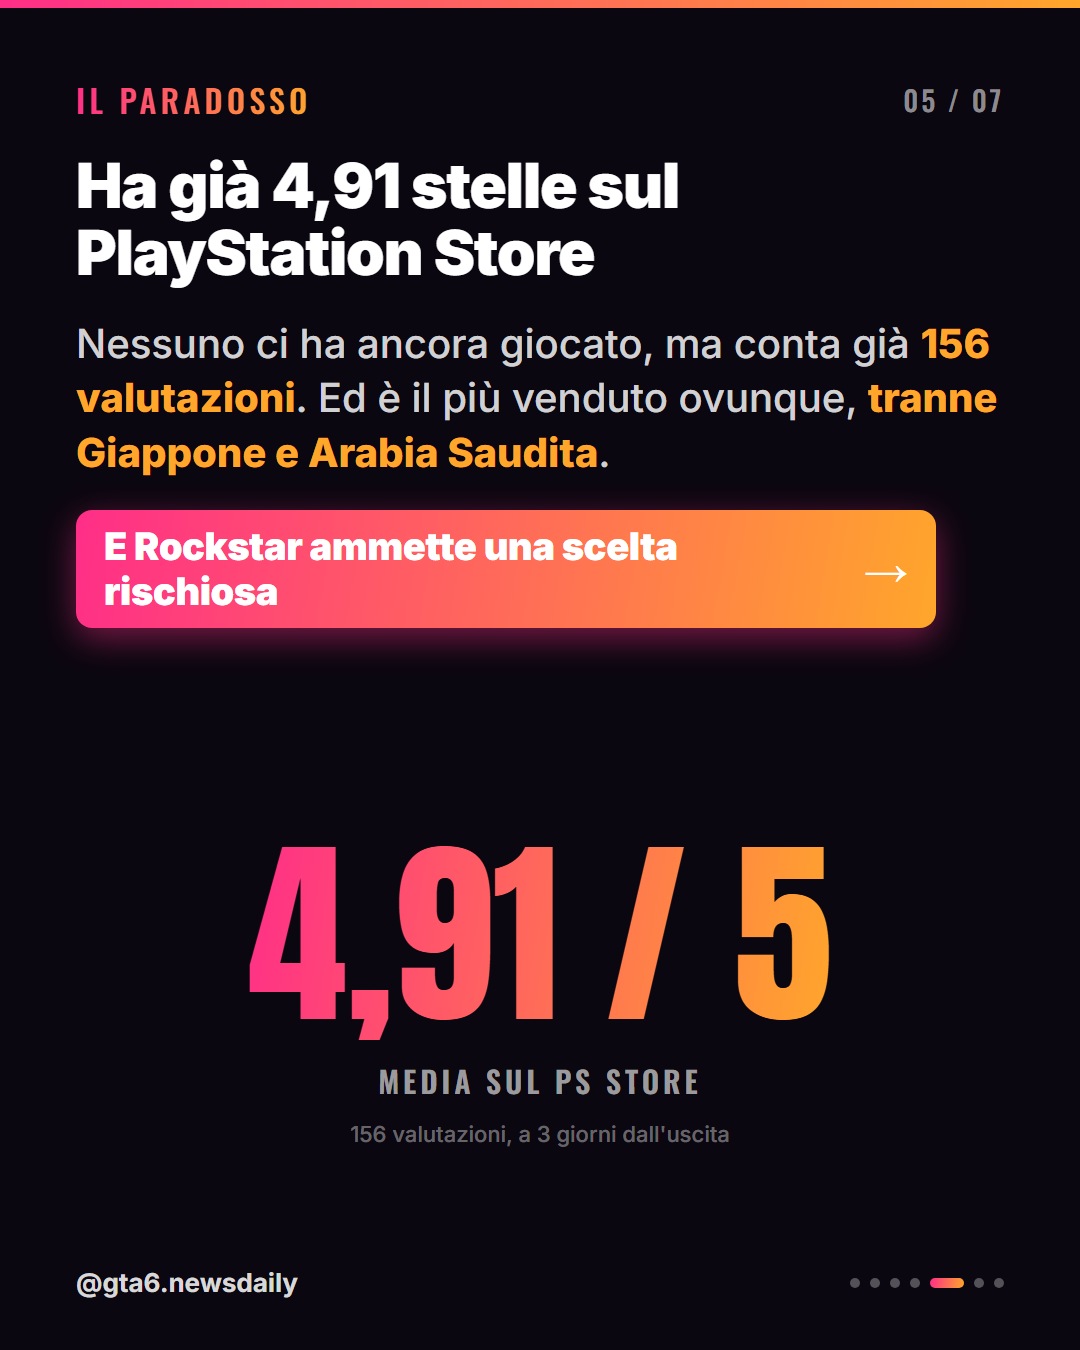 IL PARADOSSO
05 / 07
Ha già 4,91 stelle sul
PlayStation Store
Nessuno ci ha ancora giocato, ma conta già 156
valutazioni. Ed è il più venduto ovunque, tranne
Giappone e Arabia Saudita.
E Rockstar ammette una scelta
rischiosa →
4,91 / 5
MEDIA SUL PS STORE
156 valutazioni, a 3 giorni dall'uscita
@gta6.newsdaily